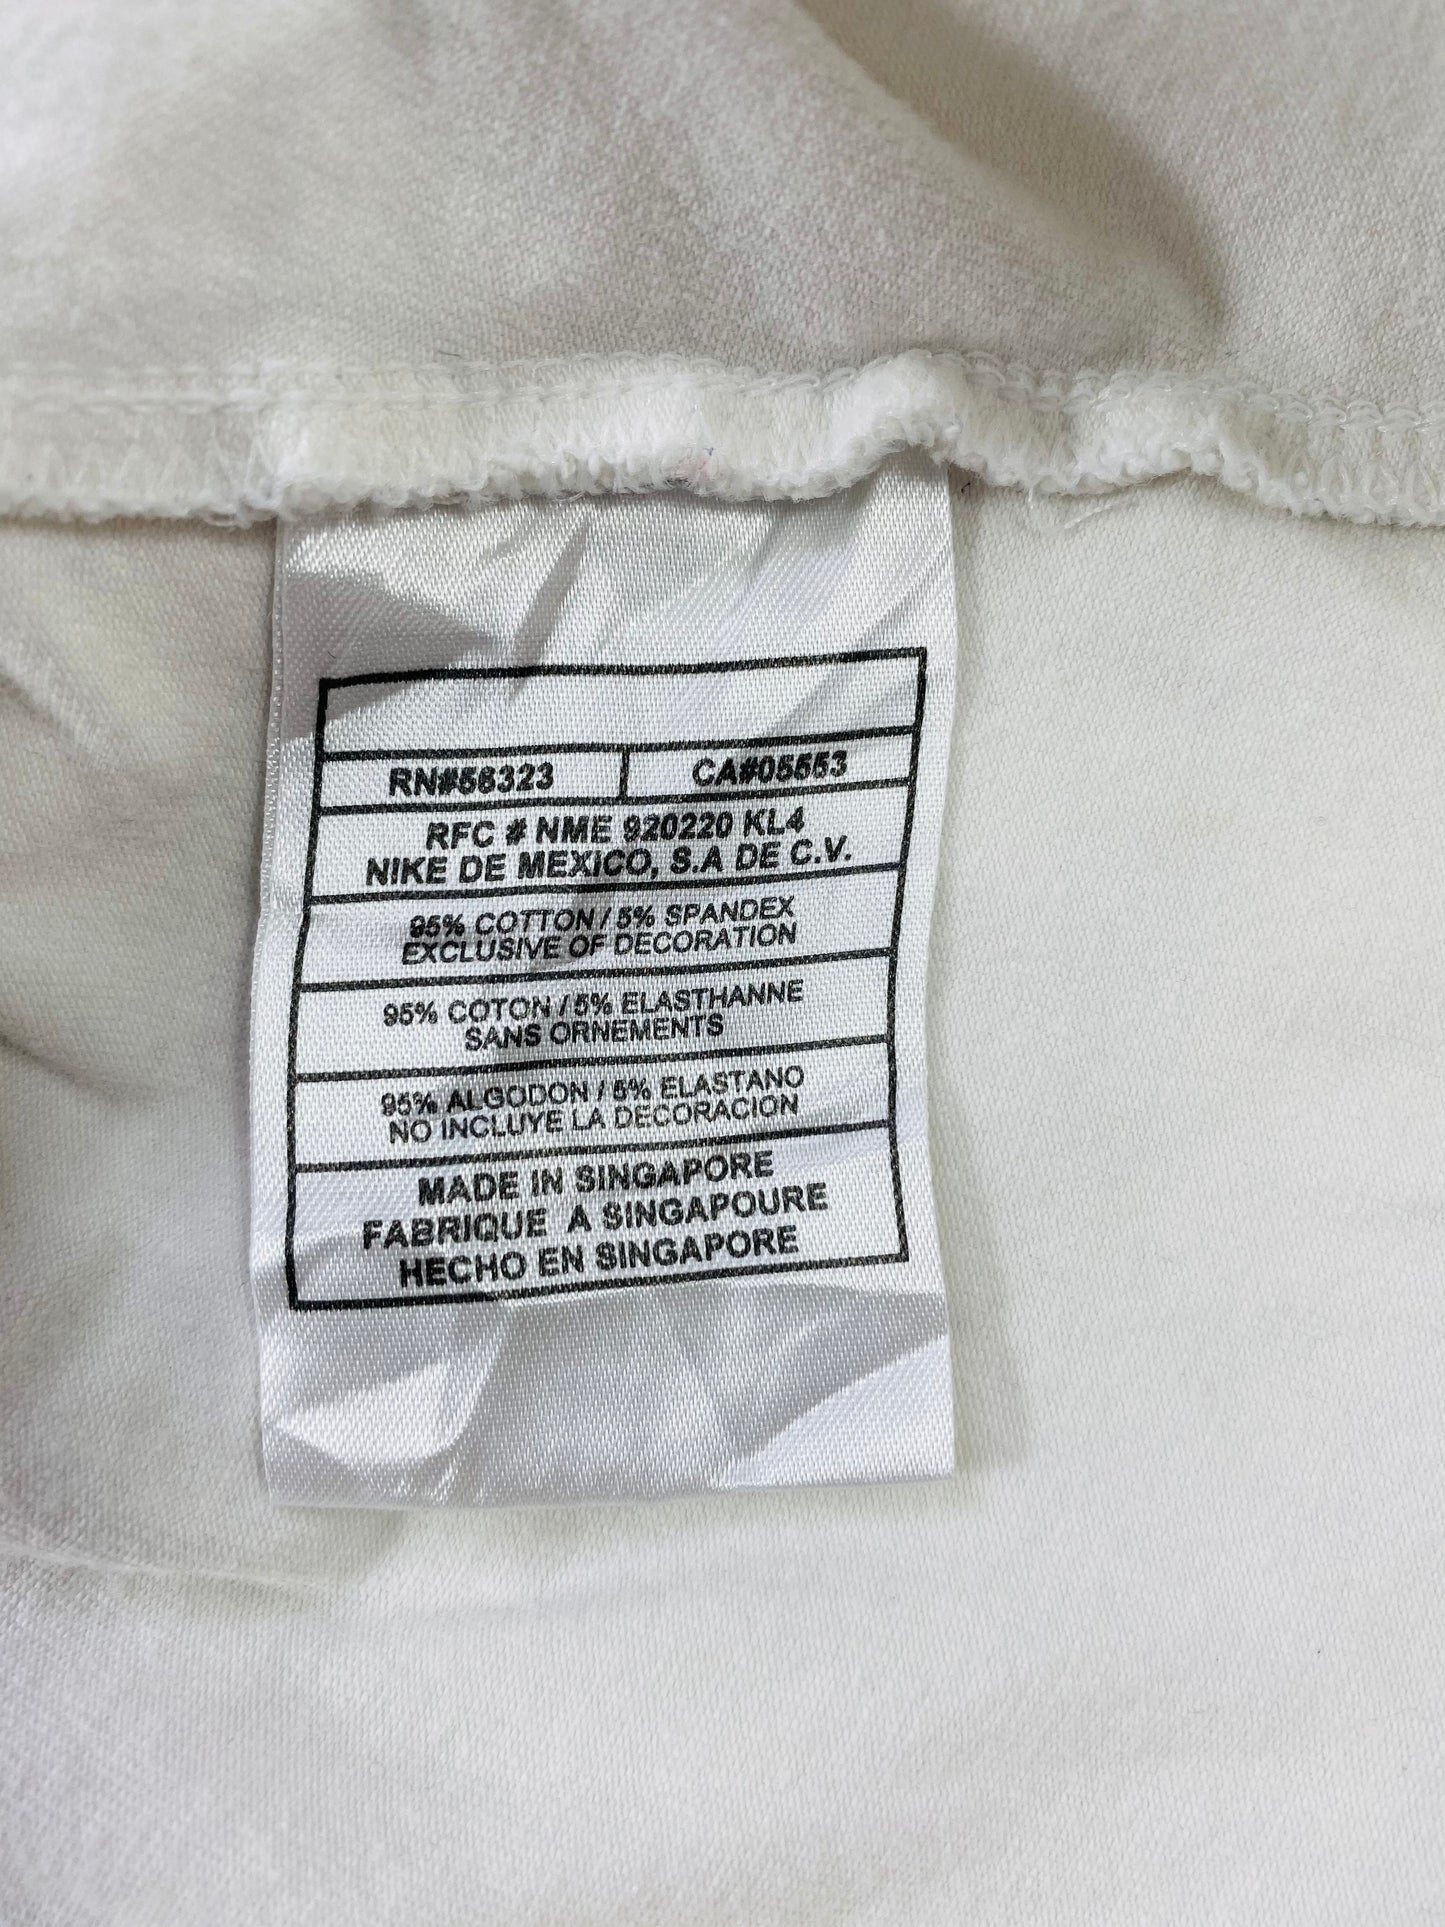 RN#56323 CA#05553
RFC # NME 920220 KL4
NIKE DE MEXICO, S.A DE C.V.
95% COTTON / 5% SPANDEX
EXCLUSIVE OF DECORATION
95% COTON / 5% ELASTHANNE
SANS ORNEMENTS
95% ALGODON / 5% ELASTANO
NO INCLUYE LA DECORACION
MADE IN SINGAPORE
FABRIQUE A SINGAPOURE
HECHO EN SINGAPORE